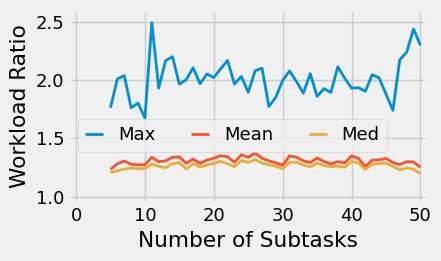 2.5
2.0
1.5
1.0
Workload Ratio
Max Mean Med
0 10 20 30 40 50
Number of Subtasks